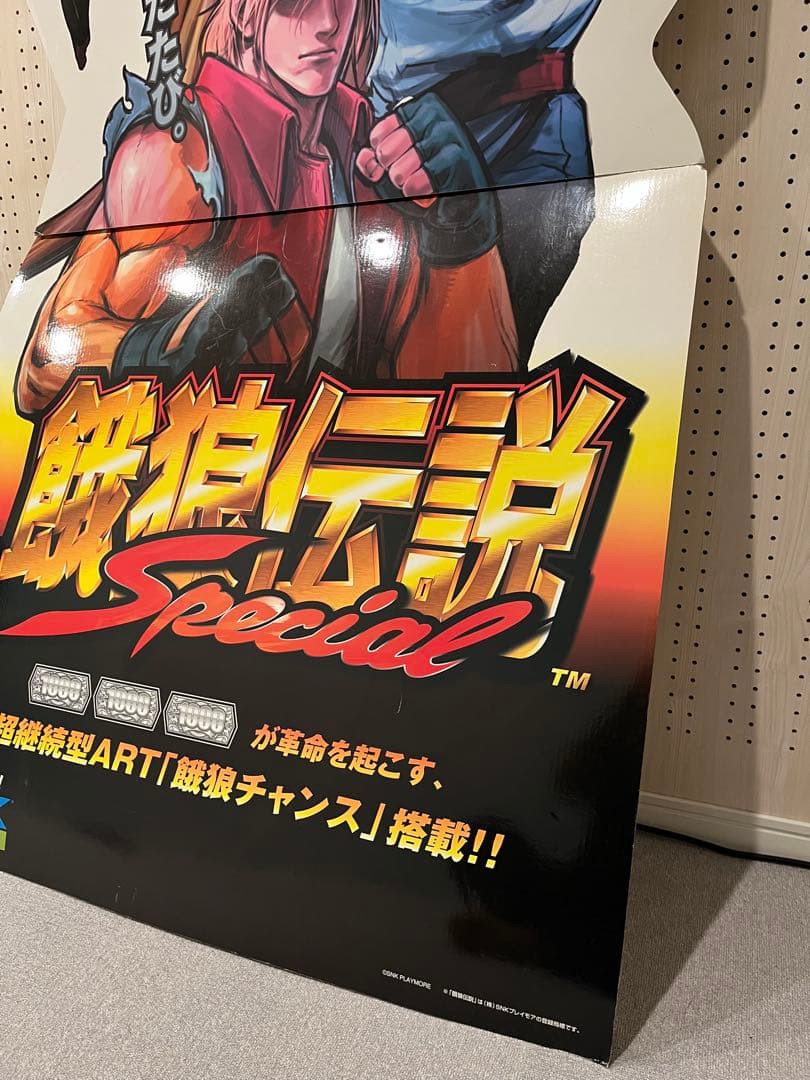 たたび。
餓狼伝説
Special
TM
1000 1000 1000 が革命を起こす、
超継続型ART「餓狼チャンス」搭載!!
©SNK PLAYMORE ※「餓狼伝説」は(株)SNKプレイモアの登録商標です。